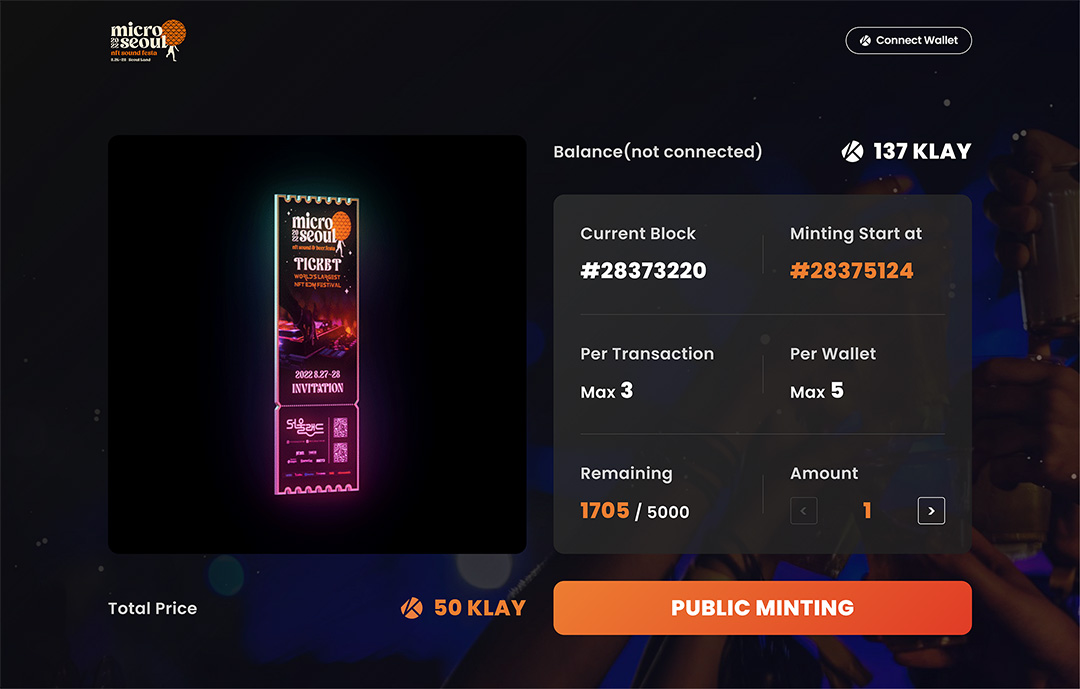 micro
2022 seoul
nft sound festa
8.26-28 Seoul Land
Connect Wallet
micro
2022 seoul
nft sound & beer festa
TICKET
WORLD'S LARGEST
NFT EDM FESTIVAL
2022 8.27-28
INVITATION
서울랜드
Balance(not connected)
137 KLAY
Current Block
Minting Start at
#28373220
#28375124
Per Transaction
Per Wallet
Max 3
Max 5
Remaining
Amount
1705 / 5000
<
1
>
Total Price
50 KLAY
PUBLIC MINTING